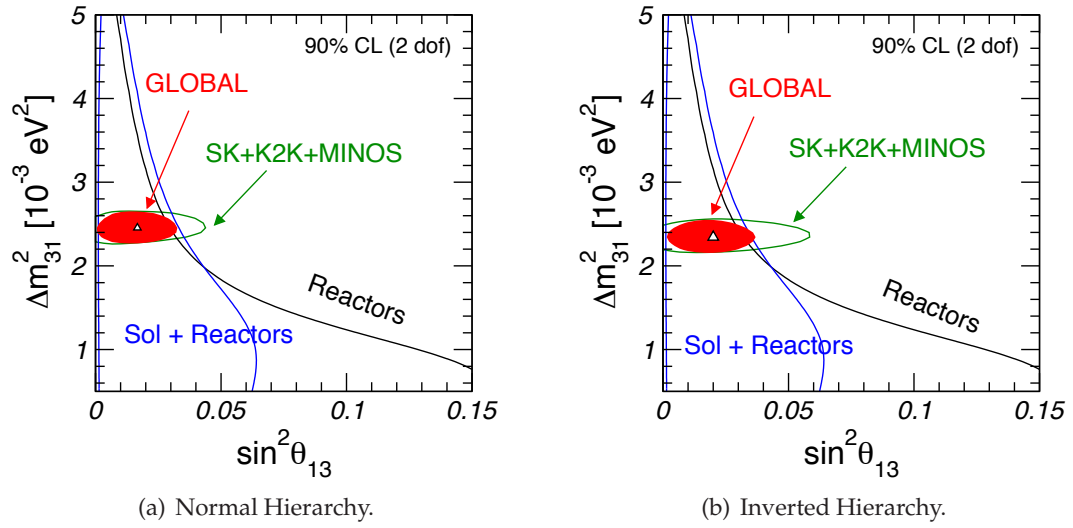 90% CL (2 dof)
GLOBAL
SK+K2K+MINOS
Reactors
Sol + Reactors
Δm²₃₁ [10⁻³ eV²]
5
4
3
2
1
0 0.05 0.1 0.15
sin²θ₁₃
(a) Normal Hierarchy.
90% CL (2 dof)
GLOBAL
SK+K2K+MINOS
Reactors
Sol + Reactors
Δm²₃₁ [10⁻³ eV²]
5
4
3
2
1
0 0.05 0.1 0.15
sin²θ₁₃
(b) Inverted Hierarchy.